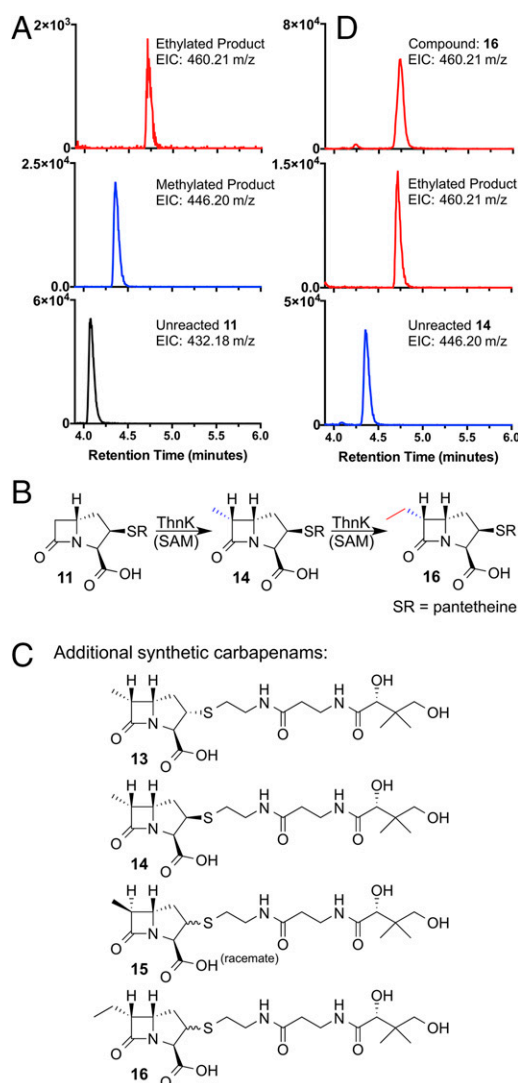 A
2×10³
Ethylated Product
EIC: 460.21 m/z
0
2.5×10⁴
Methylated Product
EIC: 446.20 m/z
0.0
6×10⁴
Unreacted 11
EIC: 432.18 m/z
0
4.0 4.5 5.0 5.5 6.0
Retention Time (minutes)
D
8×10⁴
Compound: 16
EIC: 460.21 m/z
0
1.5×10⁴
Ethylated Product
EIC: 460.21 m/z
0.0
5×10⁴
Unreacted 14
EIC: 446.20 m/z
0
4.0 4.5 5.0 5.5 6.0
Retention Time (minutes)
B
H
SR
N
O
O
OH
11
ThnK
(SAM)
H H
SR
N
O
O
OH
14
ThnK
(SAM)
H H
SR
N
O
O
OH
16
SR = pantetheine
C Additional synthetic carbapenams:
H H
S
H
N
O
H
N
O
OH
OH
N
O
O
OH
13
H H
S
H
N
O
H
N
O
OH
OH
N
O
O
OH
14
H H
S
H
N
O
H
N
O
OH
OH
N
O
O
OH (racemate)
15
H H
S
H
N
O
H
N
O
OH
OH
N
O
O
OH
16